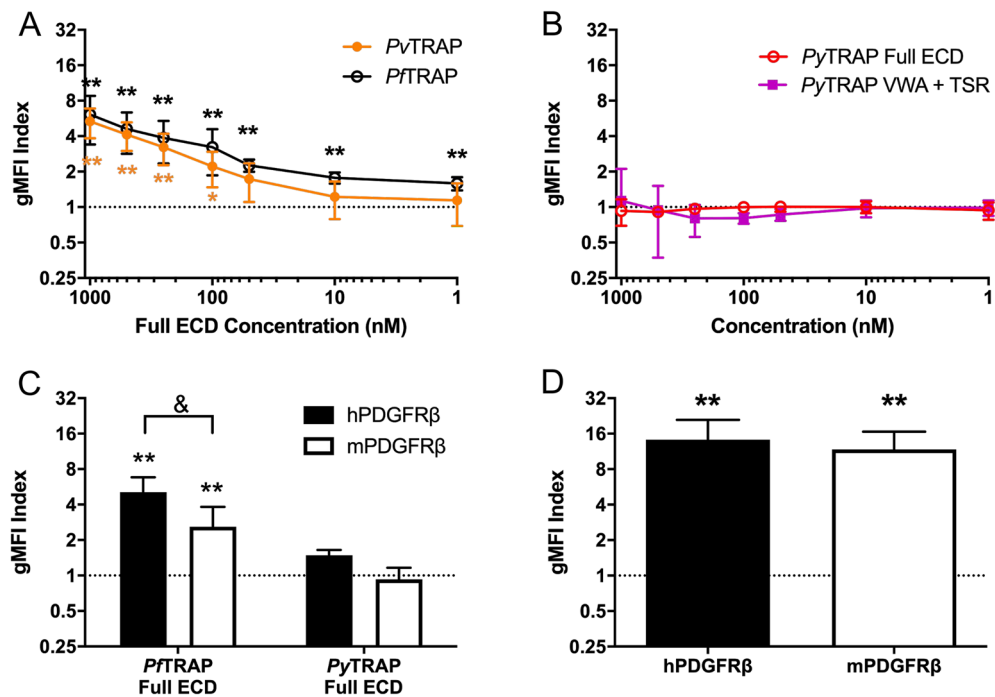 A
32
16
8
4
2
1
0.5
0.25
gMFI Index
PvTRAP
PfTRAP
** ** ** ** ** ** **
** ** ** *
1000 100 10 1
Full ECD Concentration (nM)
B
32
16
8
4
2
1
0.5
0.25
gMFI Index
PyTRAP Full ECD
PyTRAP VWA + TSR
1000 100 10 1
Concentration (nM)
C
32
16
8
4
2
1
0.5
0.25
gMFI Index
&
hPDGFRβ
mPDGFRβ
** **
PfTRAP PyTRAP
Full ECD Full ECD
D
32
16
8
4
2
1
0.5
0.25
gMFI Index
** **
hPDGFRβ mPDGFRβ